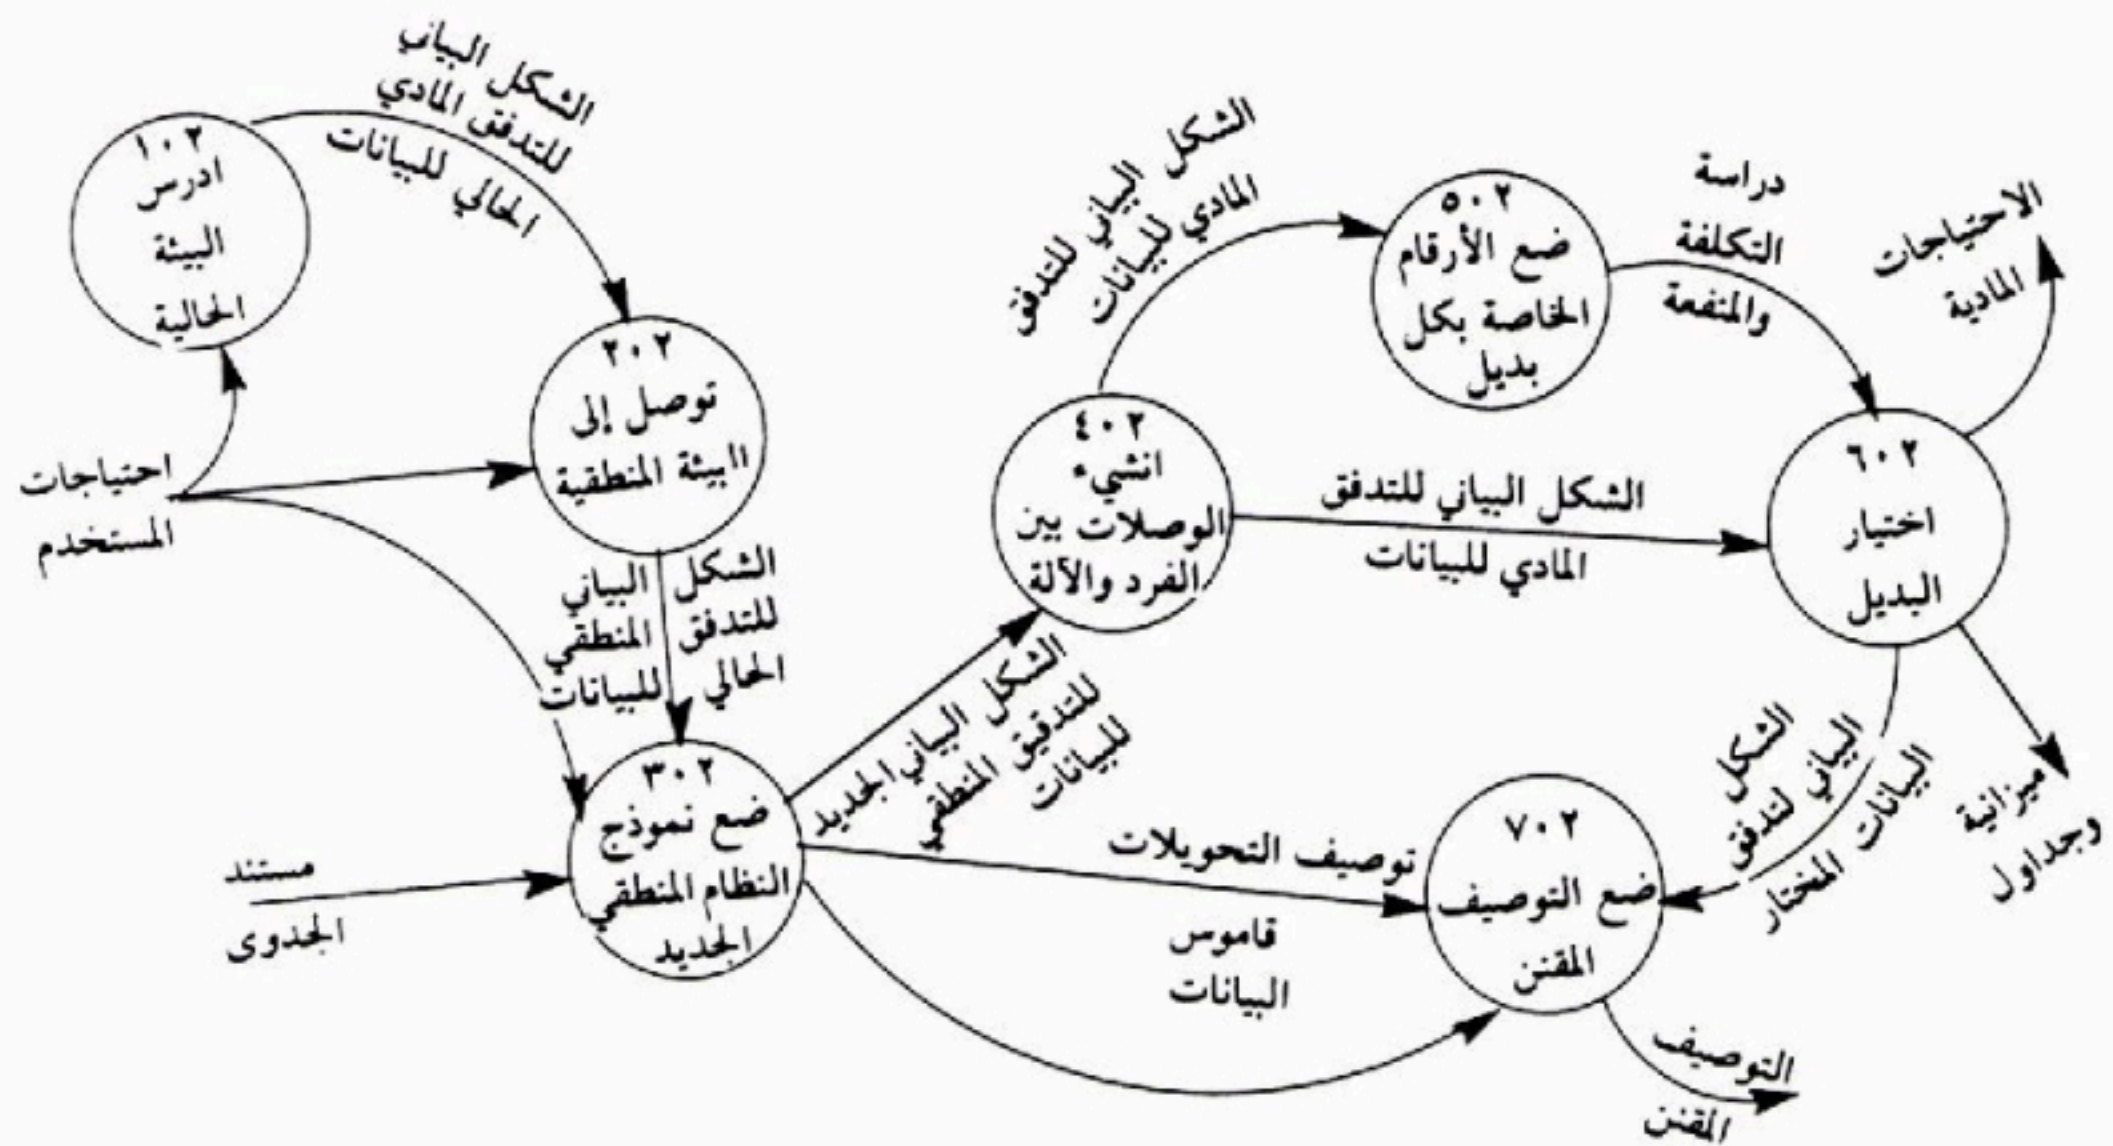 الشكل البياني
للتدفق المادي
الحالي للبيانات
١٠٢
ادرس
البيئة
الحالية
احتياجات
المستخدم
٢٠٢
توصل إلى
البيئة المنطقية
الشكل البياني
للتدفق المنطقي
الحالي للبيانات
مستند
الجدوى
٣٠٢
ضع نموذج
النظام المنطقي
الجديد
الشكل البياني الجديد
للتدقيق المنطقي
للبيانات
٤٠٢
انشيء
الوصلات بين
الفرد والآلة
الشكل البياني للتدفق
المادي للبيانات
٥٠٢
ضع الأرقام
الخاصة بكل
بديل
دراسة
التكلفة
والمنفعة
الشكل البياني للتدفق
المادي للبيانات
٦٠٢
اختيار
البديل
الاحتياجات
المادية
ميزانية
وجداول
الشكل
البياني لتدفق
البيانات المختار
توصيف التحويلات
قاموس
البيانات
٧٠٢
ضع التوصيف
المقنن
التوصيف
المقنن